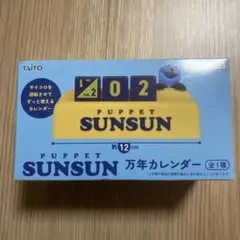 TAITO
サイコロを
回転させて
ずっと使える
カレンダー
02
PUPPET
SUNSUN
約12cm
PUPPET
SUNSUN 万年カレンダー 全1種